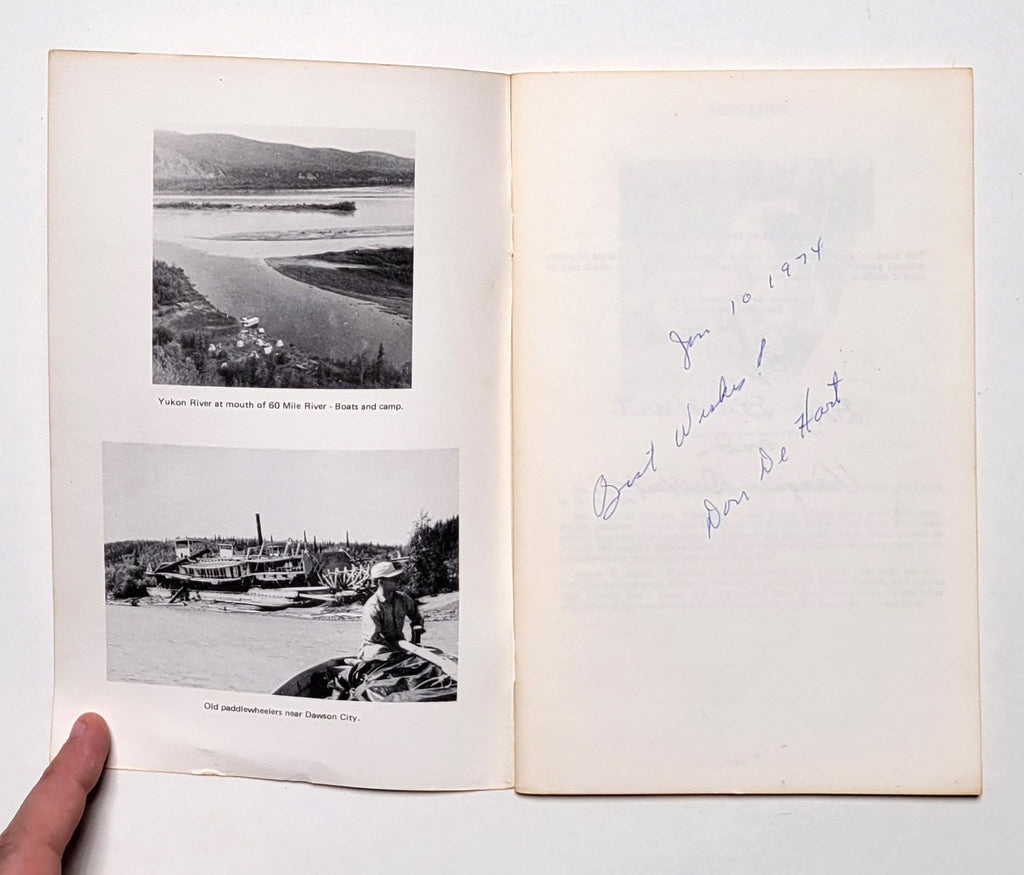 Yukon River at mouth of 60 Mile River - Boats and camp.
Old paddlewheelers near Dawson City.
Jan 10 1974
Best Wishes!
Don De Hart